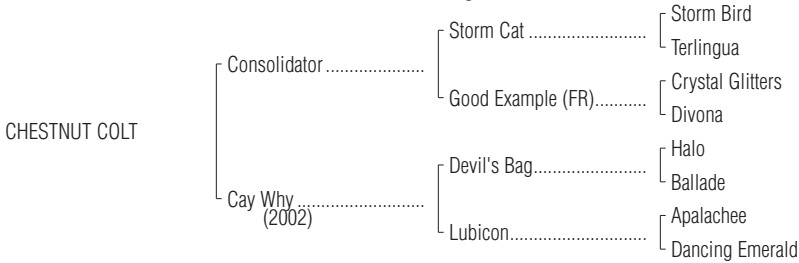 Storm Bird
Storm Cat ........................
Terlingua
Consolidator ....................
Crystal Glitters
Good Example (FR)...........
Divona
CHESTNUT COLT
Halo
Devil's Bag.......................
Ballade
Cay Why .........................
(2002)
Apalachee
Lubicon...........................
Dancing Emerald